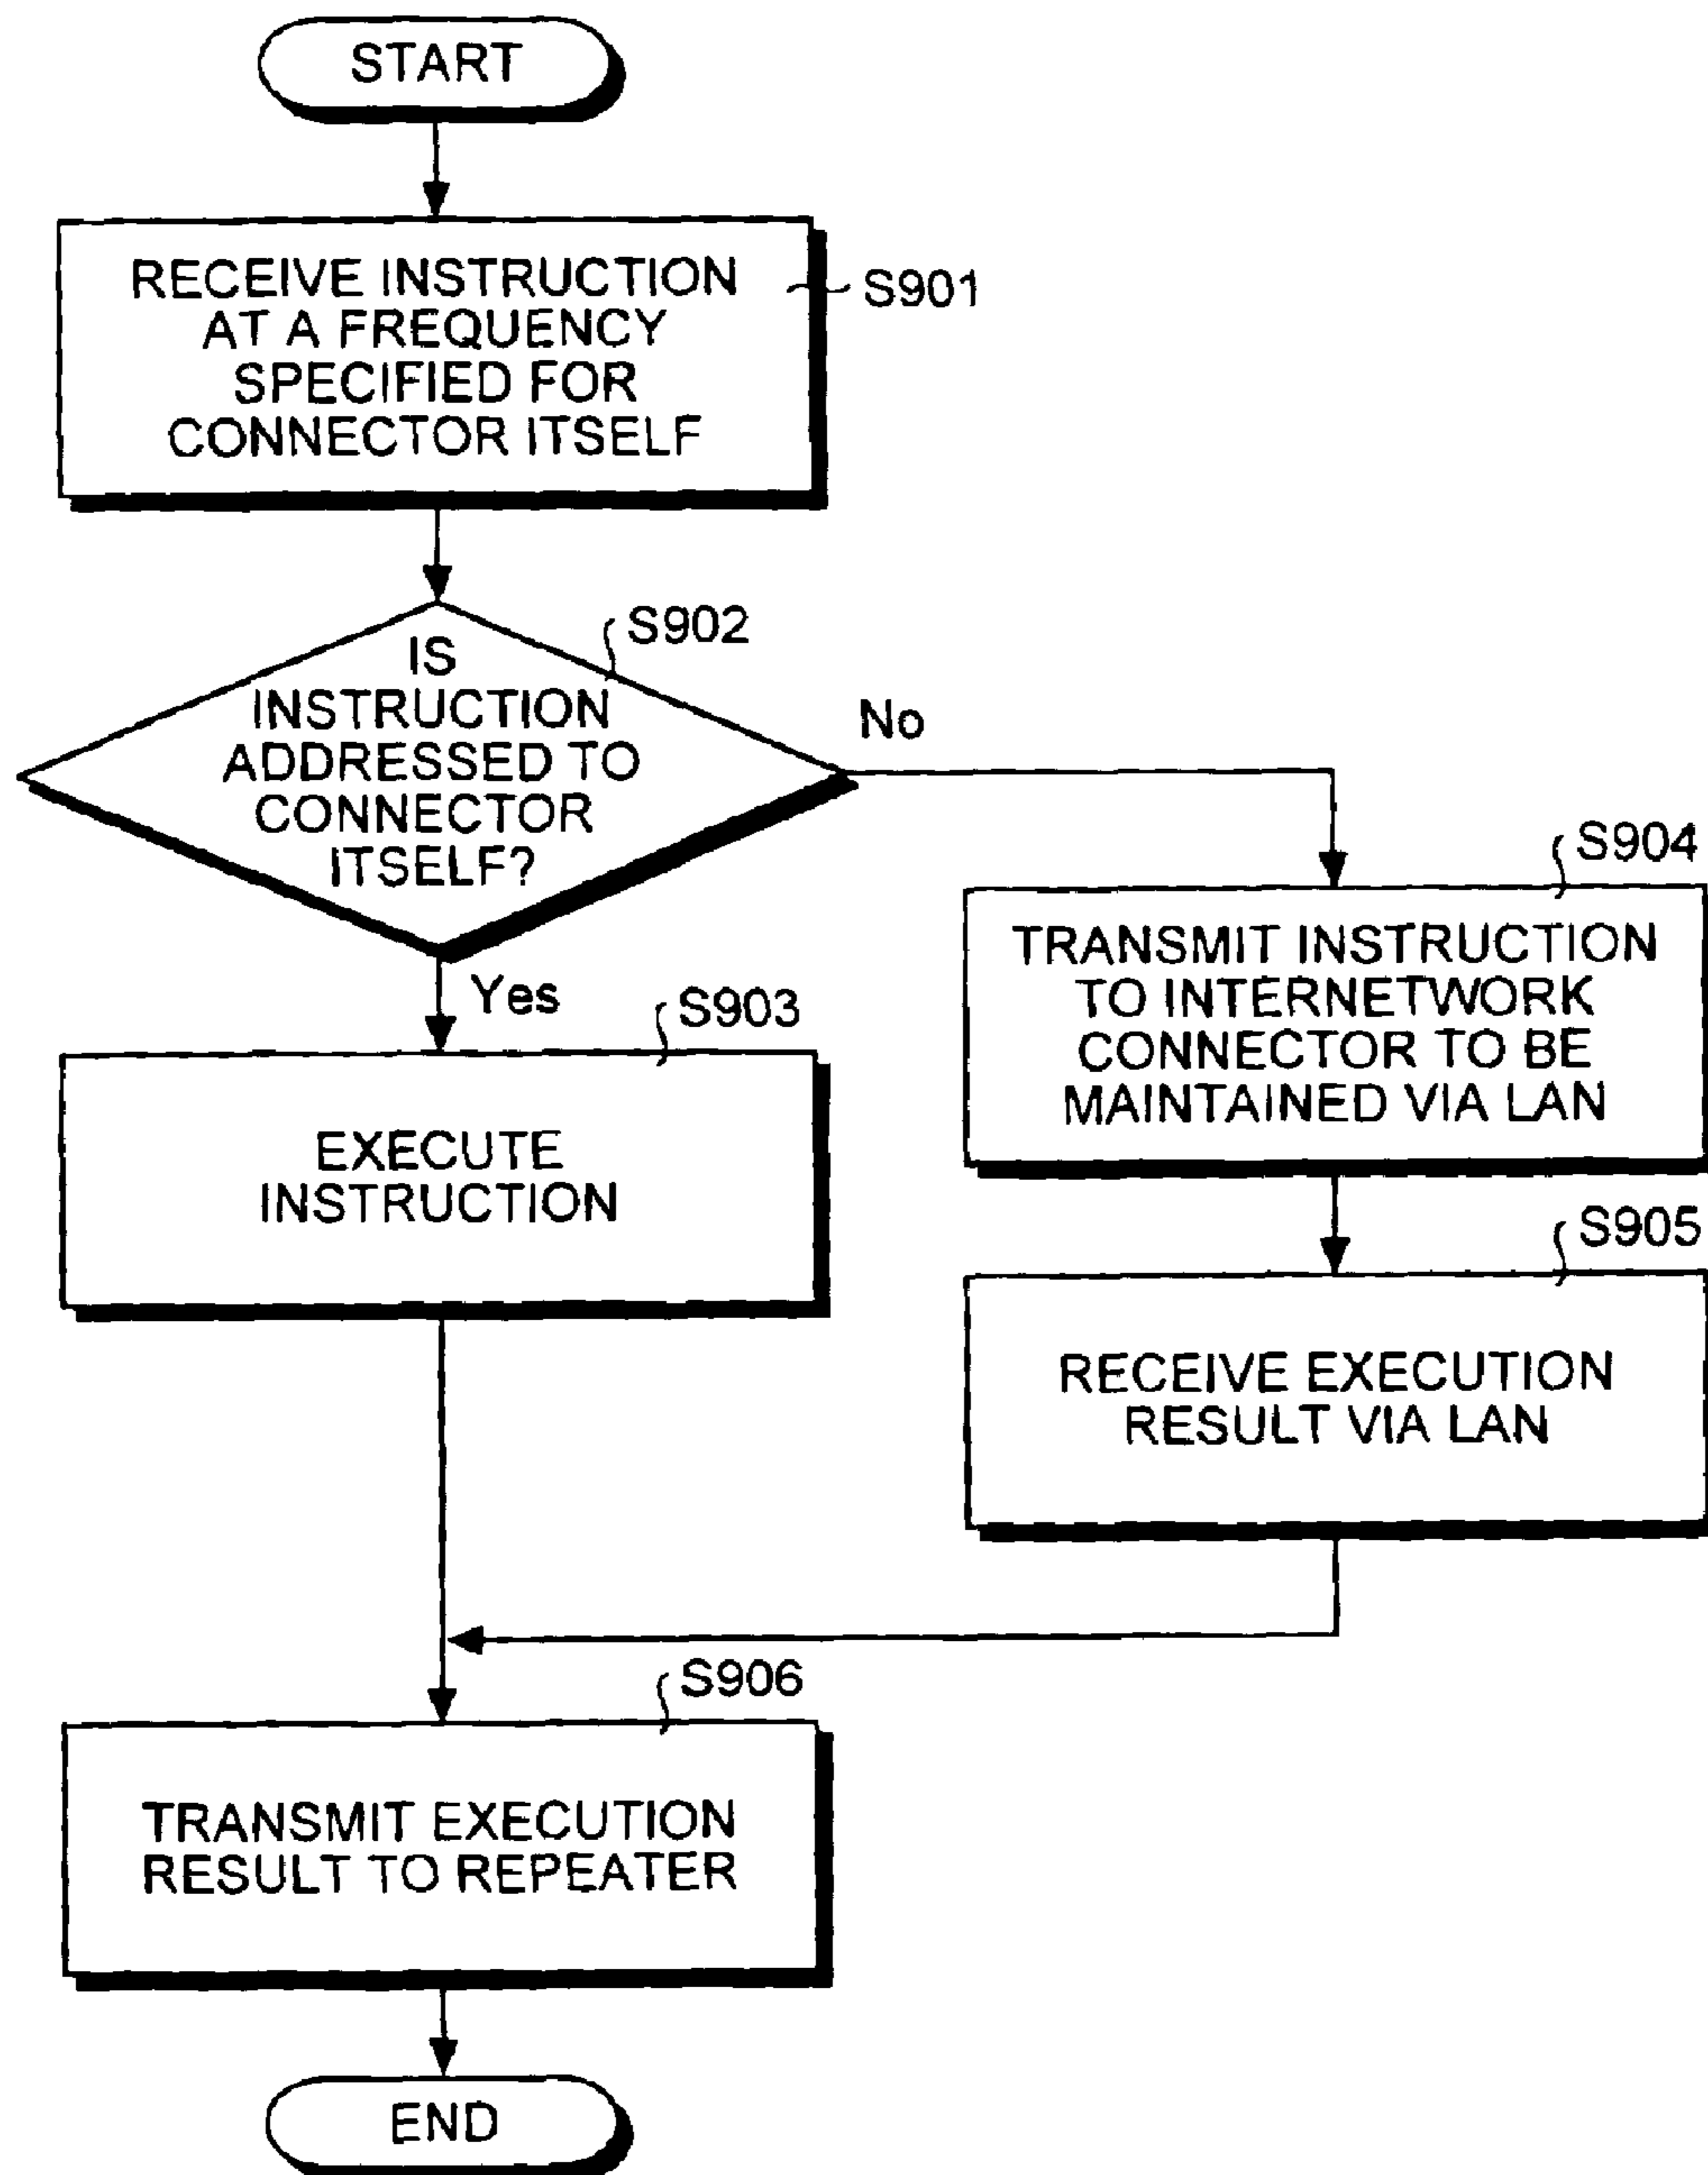 START
RECEIVE INSTRUCTION
AT A FREQUENCY
SPECIFIED FOR
CONNECTOR ITSELF
S901
S902
IS
INSTRUCTION
ADDRESSED TO
CONNECTOR
ITSELF?
No
Yes
S903
EXECUTE
INSTRUCTION
S904
TRANSMIT INSTRUCTION
TO INTERNETWORK
CONNECTOR TO BE
MAINTAINED VIA LAN
S905
RECEIVE EXECUTION
RESULT VIA LAN
S906
TRANSMIT EXECUTION
RESULT TO REPEATER
END